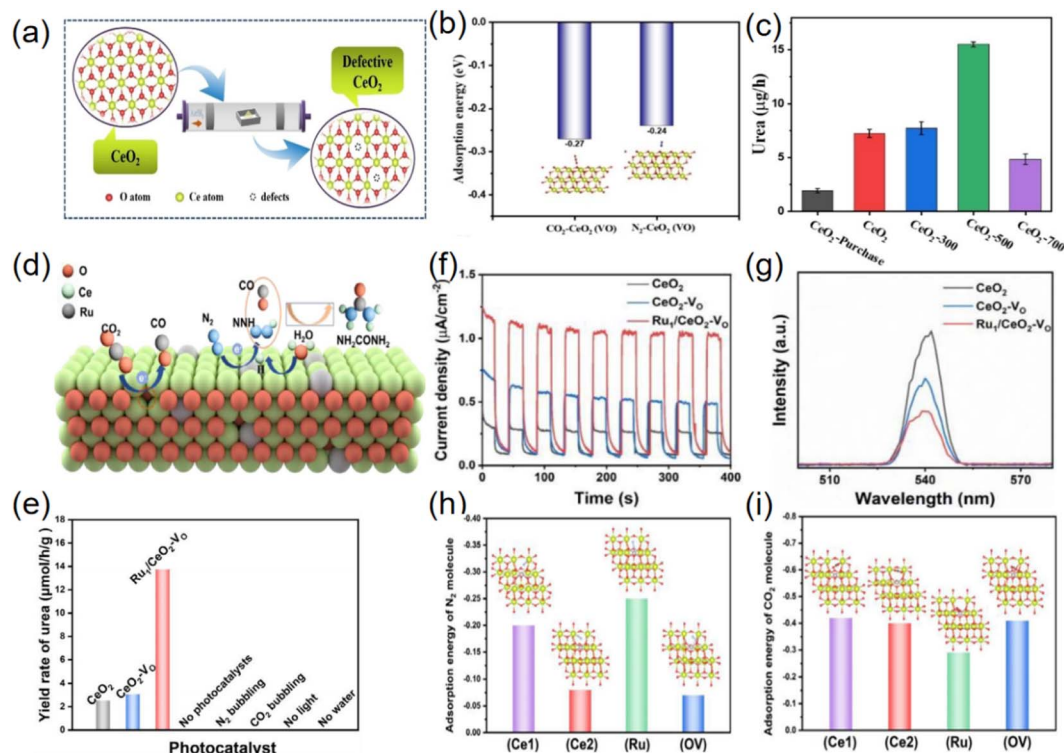 (a)
Defective
CeO2
CeO2
O atom
Ce atom
defects
(b)
Adsorption energy (eV)
0.0
-0.1
-0.2
-0.3
-0.4
-0.27
-0.24
CO2-CeO2 (VO)
N2-CeO2 (VO)
(c)
Urea (μg/h)
15
10
5
0
CeO2-Purchase
CeO2
CeO2-300
CeO2-500
CeO2-700
(d)
O
Ce
Ru
CO2
CO
N2
NNH
CO
H2O
H
NH2CONH2
(f)
Current density (μA/cm-2)
1.5
1.0
0.5
0.0
CeO2
CeO2-VO
Ru1/CeO2-VO
0
100
200
300
400
Time (s)
(g)
Intensity (a.u.)
CeO2
CeO2-VO
Ru1/CeO2-VO
510
540
570
Wavelength (nm)
(e)
Yield rate of urea (μmol/h/g)
18
16
14
12
10
8
6
4
2
0
CeO2
CeO2-VO
Ru1/CeO2-VO
No photocatalysts
N2 bubbling
CO2 bubbling
No light
No water
Photocatalyst
(h)
Adsorption energy of N2 molecule
-0.40
-0.35
-0.30
-0.25
-0.20
-0.15
-0.10
-0.05
0.00
(Ce1)
(Ce2)
(Ru)
(OV)
(i)
Adsorption energy of CO2 molecule
-0.8
-0.7
-0.6
-0.5
-0.4
-0.3
-0.2
-0.1
0.0
(Ce1)
(Ce2)
(Ru)
(OV)